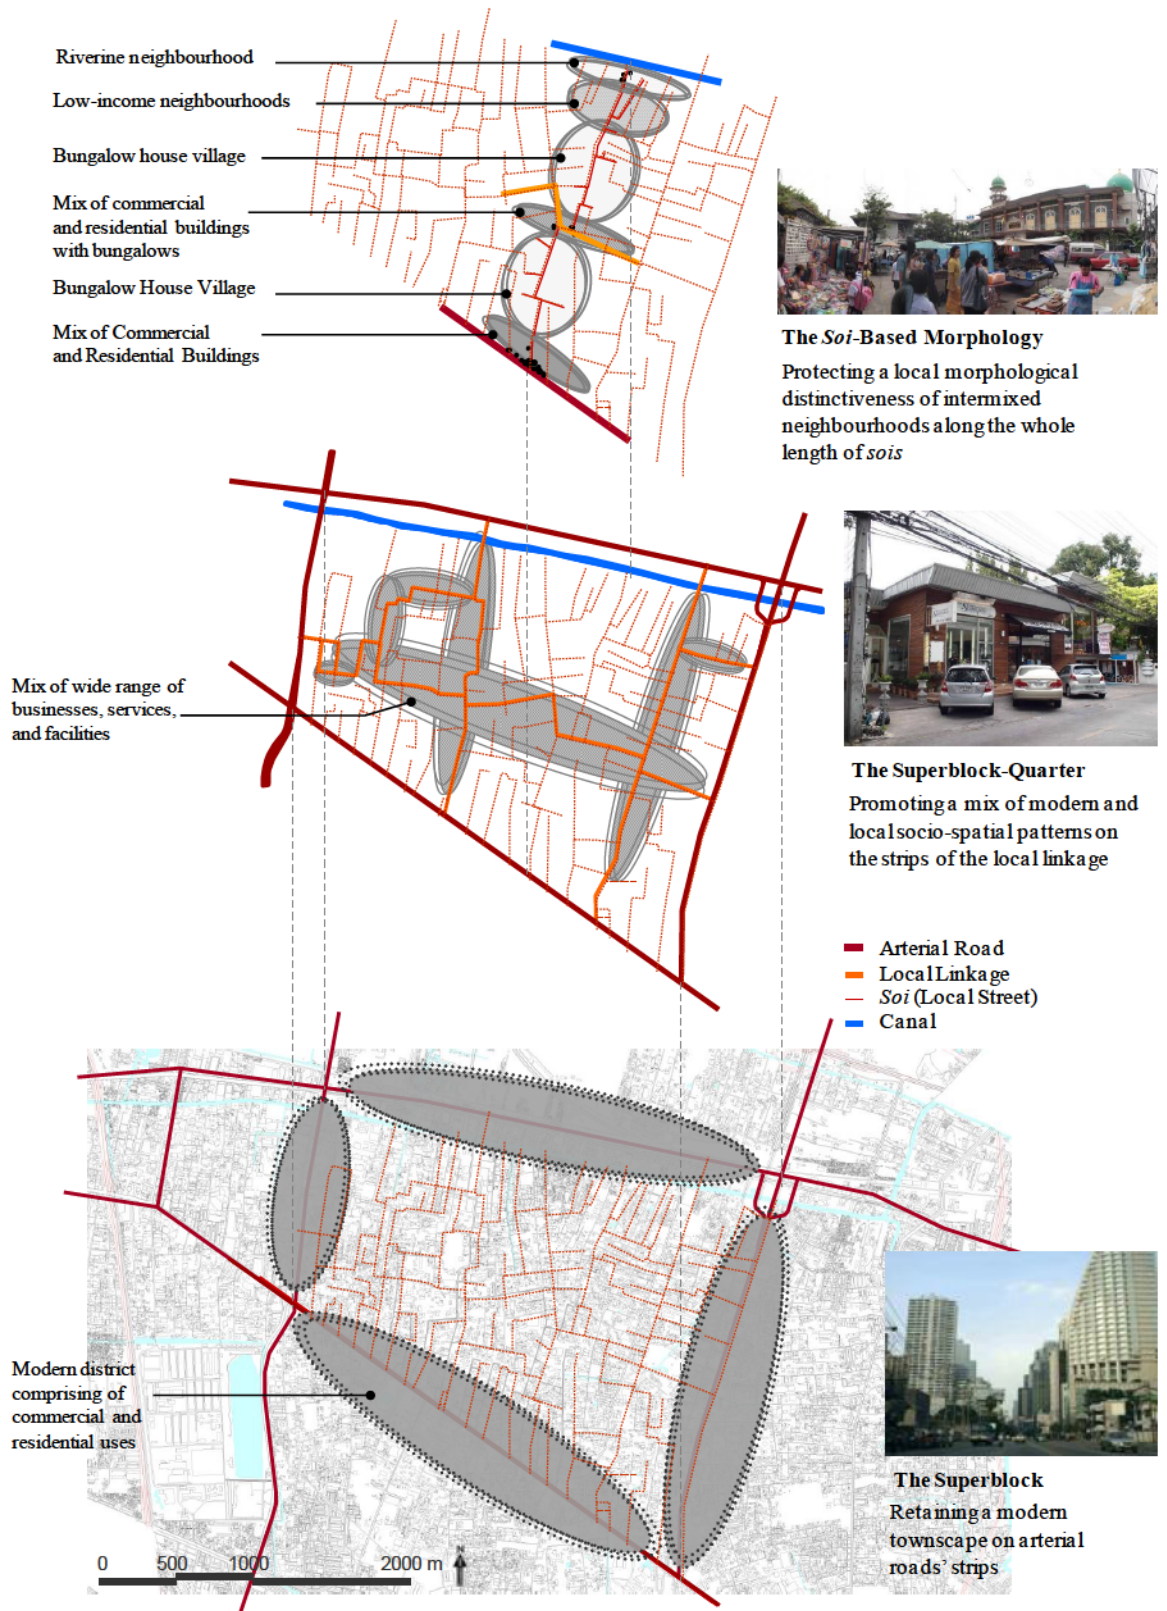 Riverine neighbourhood
Low-income neighbourhoods
Bungalow house village
Mix of commercial
and residential buildings
with bungalows
Bungalow House Village
Mix of Commercial
and Residential Buildings
The Soi-Based Morphology
Protecting a local morphological
distinctiveness of intermixed
neighbourhoods along the whole
length of sois
Mix of wide range of
businesses, services,
and facilities
The Superblock-Quarter
Promoting a mix of modern and
local socio-spatial patterns on
the strips of the local linkage
Arterial Road
Local Linkage
Soi (Local Street)
Canal
Modern district
comprising of
commercial and
residential uses
The Superblock
Retaining a modern
townscape on arterial
roads' strips
0 500 1000 2000 m
N